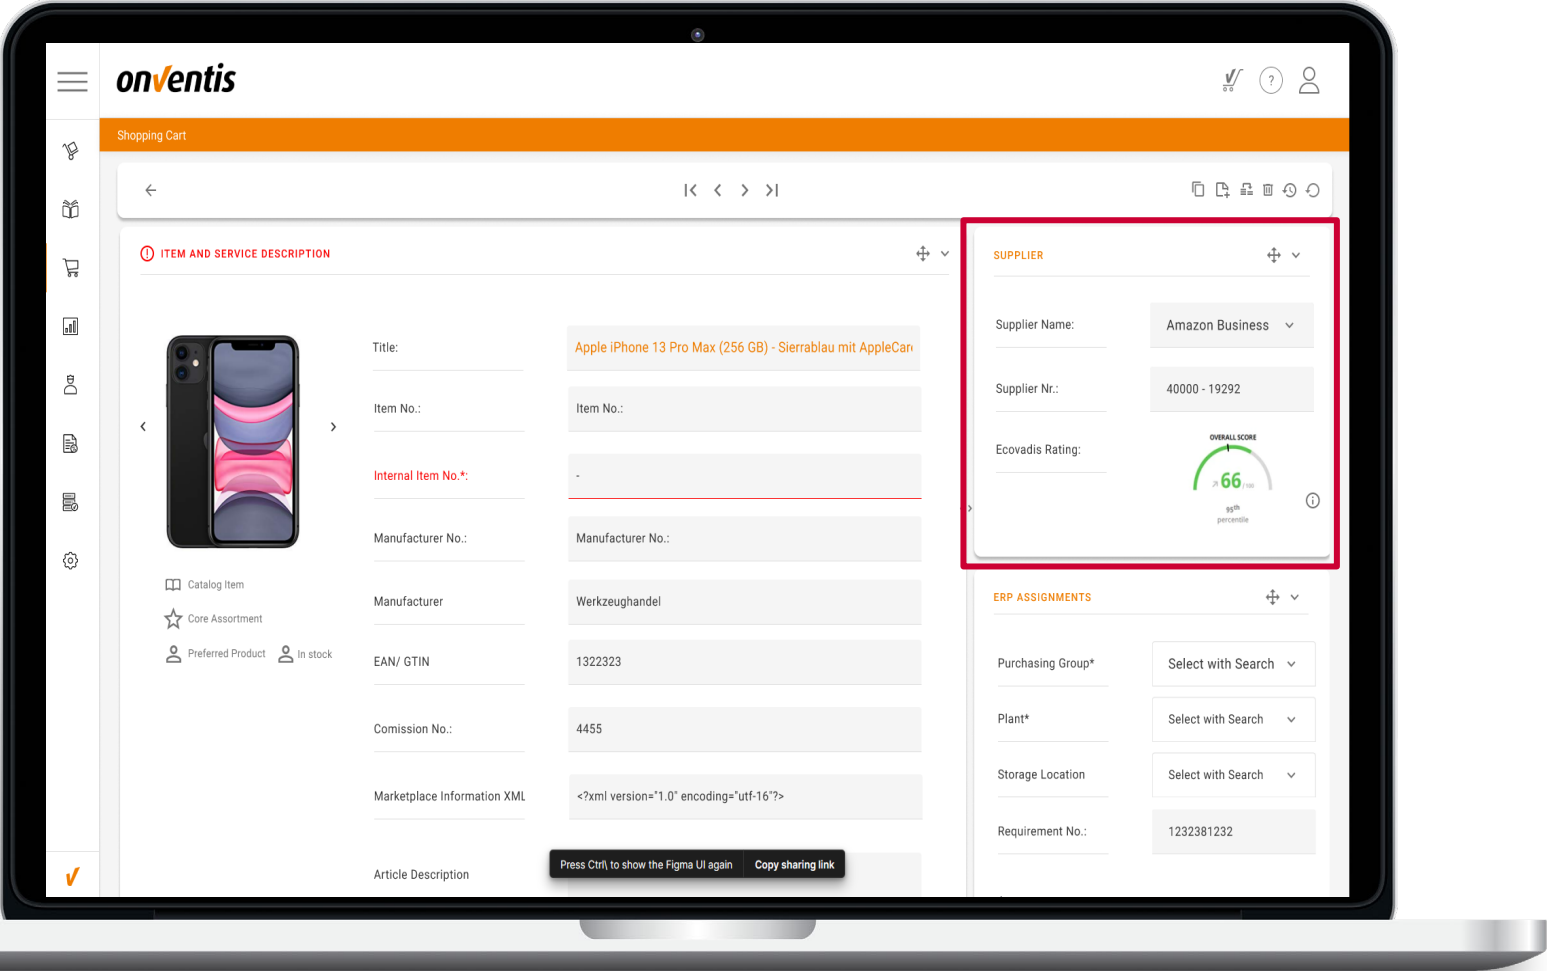 onventis
?
Shopping Cart
ITEM AND SERVICE DESCRIPTION
Title:
Apple iPhone 13 Pro Max (256 GB) - Sierrablau mit AppleCare
Item No.:
Item No.:
Internal Item No.*:
-
Manufacturer No.:
Manufacturer No.:
Manufacturer
Werkzeughandel
EAN/ GTIN
1322323
Comission No.:
4455
Marketplace Information XML
<?xml version="1.0" encoding="utf-16"?>
Article Description
Catalog Item
Core Assortment
Preferred Product
In stock
SUPPLIER
Supplier Name:
Amazon Business
Supplier Nr.:
40000 - 19292
Ecovadis Rating:
OVERALL SCORE
66 / 100
95th
percentile
ERP ASSIGNMENTS
Purchasing Group*
Select with Search
Plant*
Select with Search
Storage Location
Select with Search
Requirement No.:
1232381232
Press Ctrl\ to show the Figma UI again
Copy sharing link